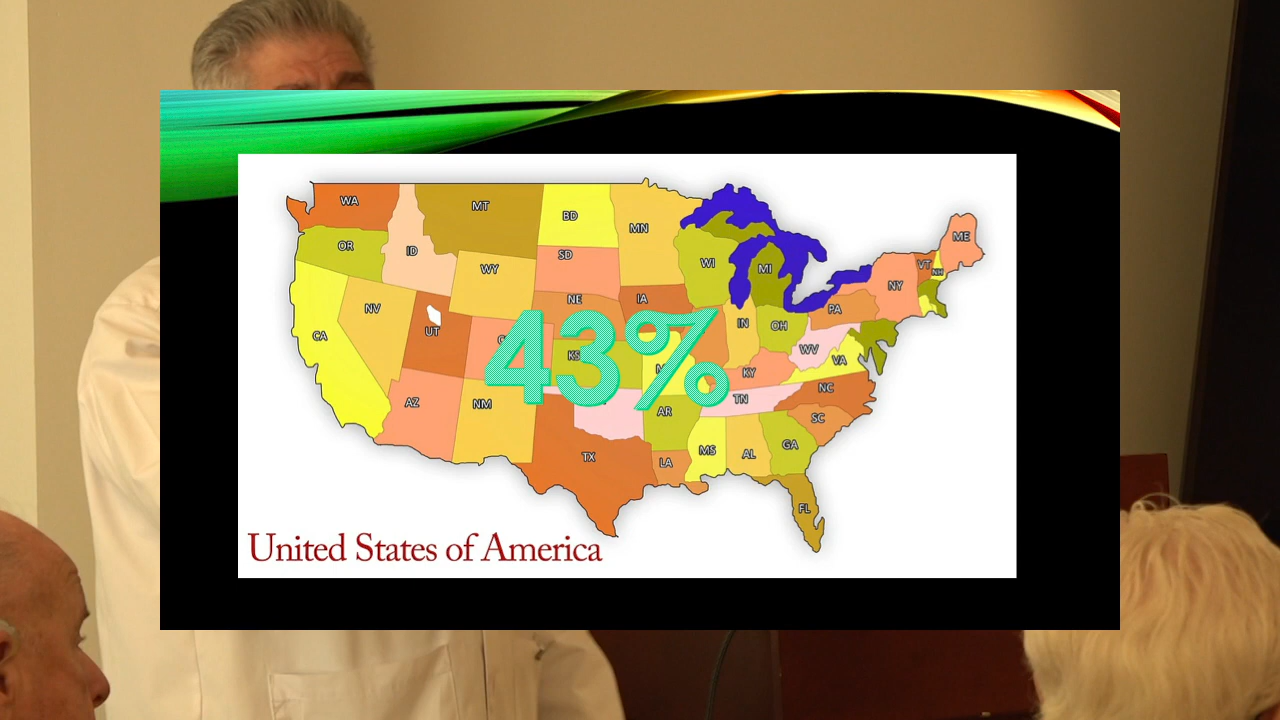 WA
MT
BD
MN
ME
OR
ID
SD
WI
MI
VT
NH
WY
NY
NV
NE
IA
PA
CA
UT
IN
OH
43%
KS
WV
VA
KY
AZ
NM
AR
TN
NC
SC
TX
LA
MS
AL
GA
FL
United States of America